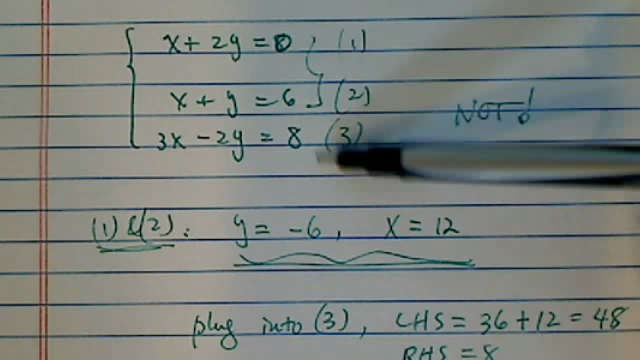 x + 2y = 0 (1)
x + y = 6 (2)
3x - 2y = 8 (3)
NOT!
(1) & (2): y = -6, x = 12
plug into (3), LHS = 36 + 12 = 48
RHS = 8